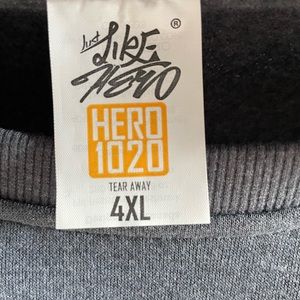 Just
LIKE ®
HERO
HERO
1020
TEAR AWAY
4XL